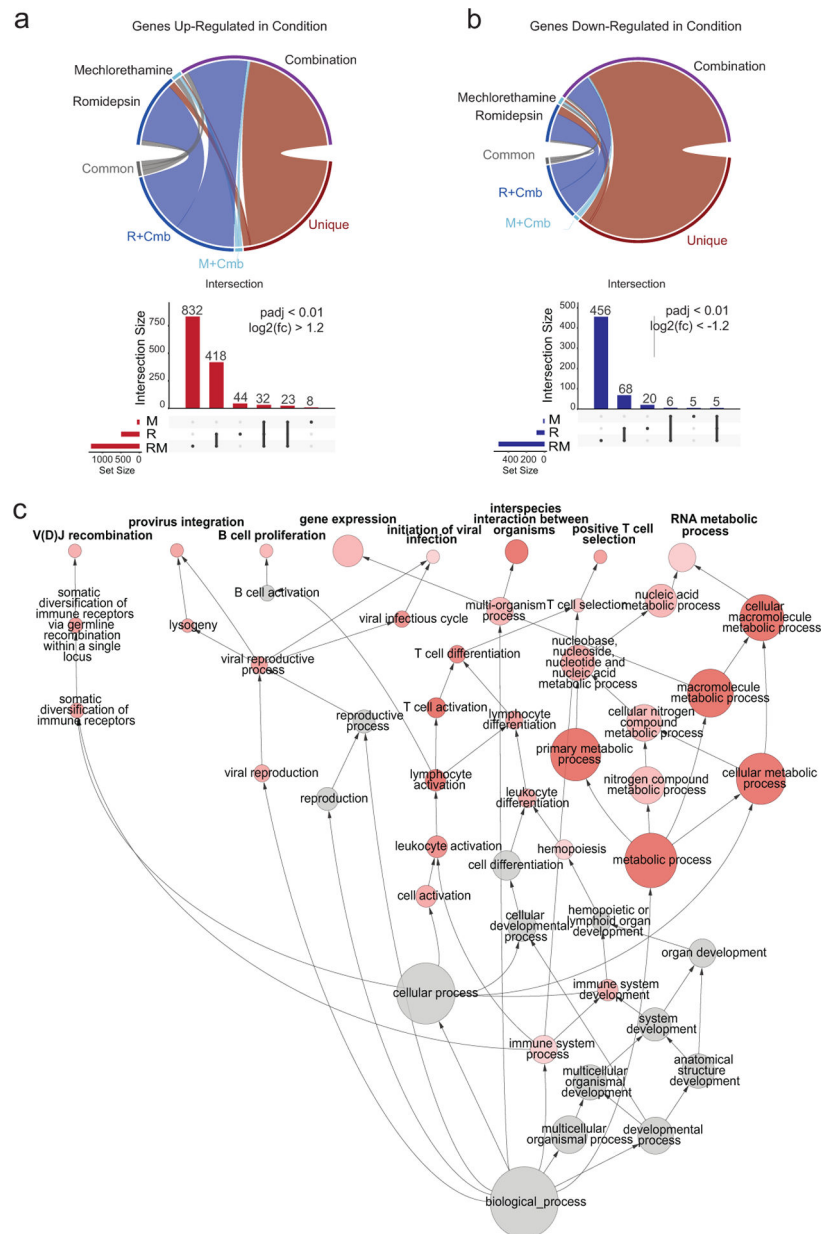 a
Genes Up-Regulated in Condition
Mechlorethamine
Combination
Romidepsin
Common
R+Cmb
M+Cmb
Unique
Intersection
Intersection Size
750
500
250
0
832
418
44
32
23
8
padj < 0.01
log2(fc) > 1.2
M
R
RM
1000 500 0
Set Size
b
Genes Down-Regulated in Condition
Combination
Mechlorethamine
Romidepsin
Common
R+Cmb
M+Cmb
Unique
Intersection
Intersection Size
500
400
300
200
100
0
456
68
20
6
5
5
padj < 0.01
log2(fc) < -1.2
M
R
RM
400 200 0
Set Size
c
V(D)J recombination
provirus integration
B cell proliferation
gene expression
initiation of viral
infection
interspecies
interaction between
organisms
positive T cell
selection
RNA metabolic
process
somatic
diversification of
immune receptors
via germline
recombination
within a single
locus
lysogeny
B cell activation
viral infectious cycle
multi-organism
process
T cell selection
nucleic acid
metabolic process
cellular
macromolecule
metabolic process
viral reproductive
process
T cell differentiation
nucleobase,
nucleoside,
nucleotide and
nucleic acid
metabolic process
macromolecule
metabolic process
somatic
diversification of
immune receptors
reproductive
process
T cell activation
lymphocyte
differentiation
cellular nitrogen
compound
metabolic process
primary metabolic
process
viral reproduction
reproduction
lymphocyte
activation
leukocyte
differentiation
nitrogen compound
metabolic process
cellular metabolic
process
leukocyte activation
cell differentiation
hemopoiesis
metabolic process
cell activation
cellular
developmental
process
hemopoietic or
lymphoid organ
development
organ development
cellular process
immune system
development
system
development
immune system
process
multicellular
organismal
development
anatomical
structure
development
multicellular
organismal process
developmental
process
biological_process